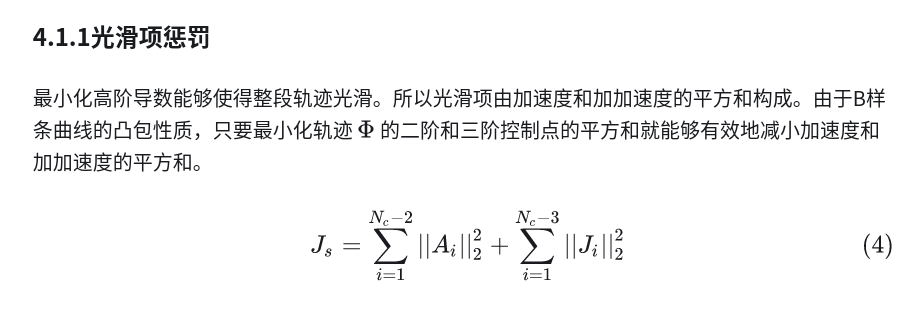 4.1.1光滑项惩罚
最小化高阶导数能够使得整段轨迹光滑。所以光滑项由加速度和加加速度的平方和构成。由于B样
条曲线的凸包性质，只要最小化轨迹 Φ 的二阶和三阶控制点的平方和就能够有效地减小加速度和
加加速度的平方和。
$J_s = \sum_{i=1}^{N_c-2} ||A_i||_2^2 + \sum_{i=1}^{N_c-3} ||J_i||_2^2$ (4)